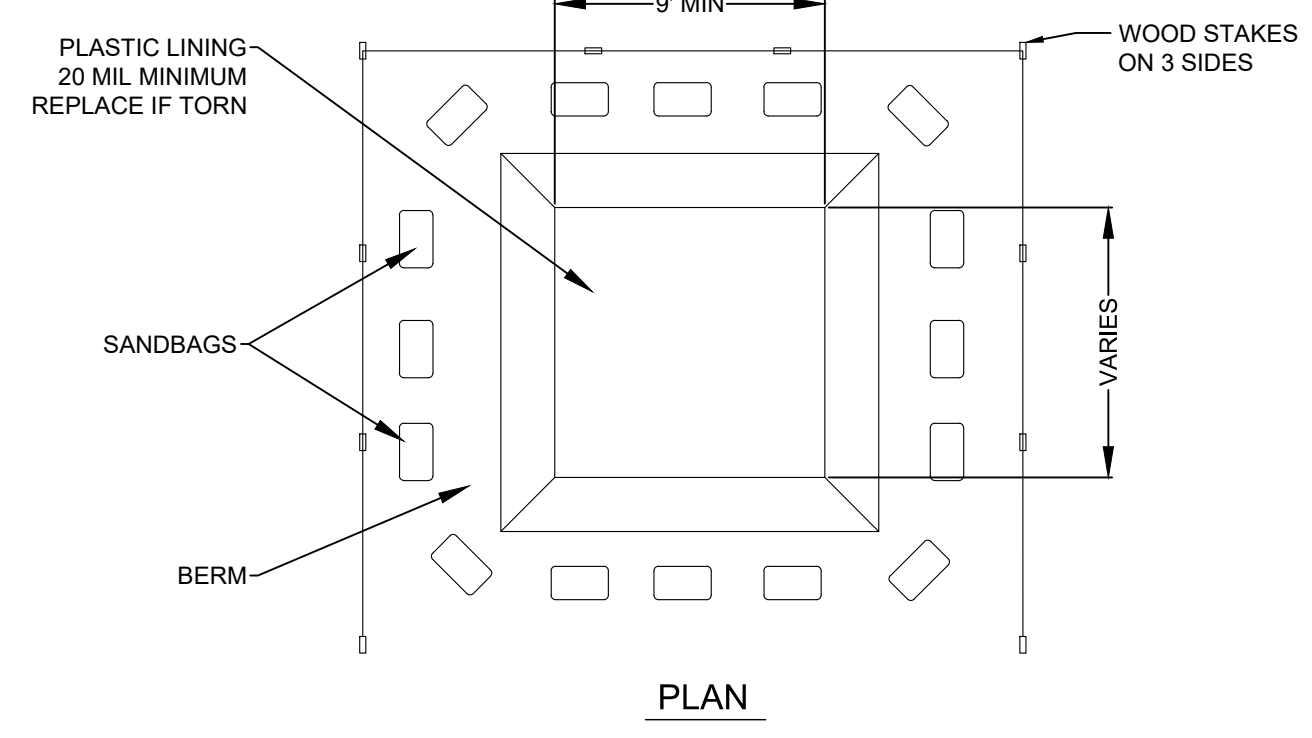 9' MIN
PLASTIC LINING
20 MIL MINIMUM
REPLACE IF TORN
WOOD STAKES
ON 3 SIDES
SANDBAGS
VARIES
BERM
PLAN